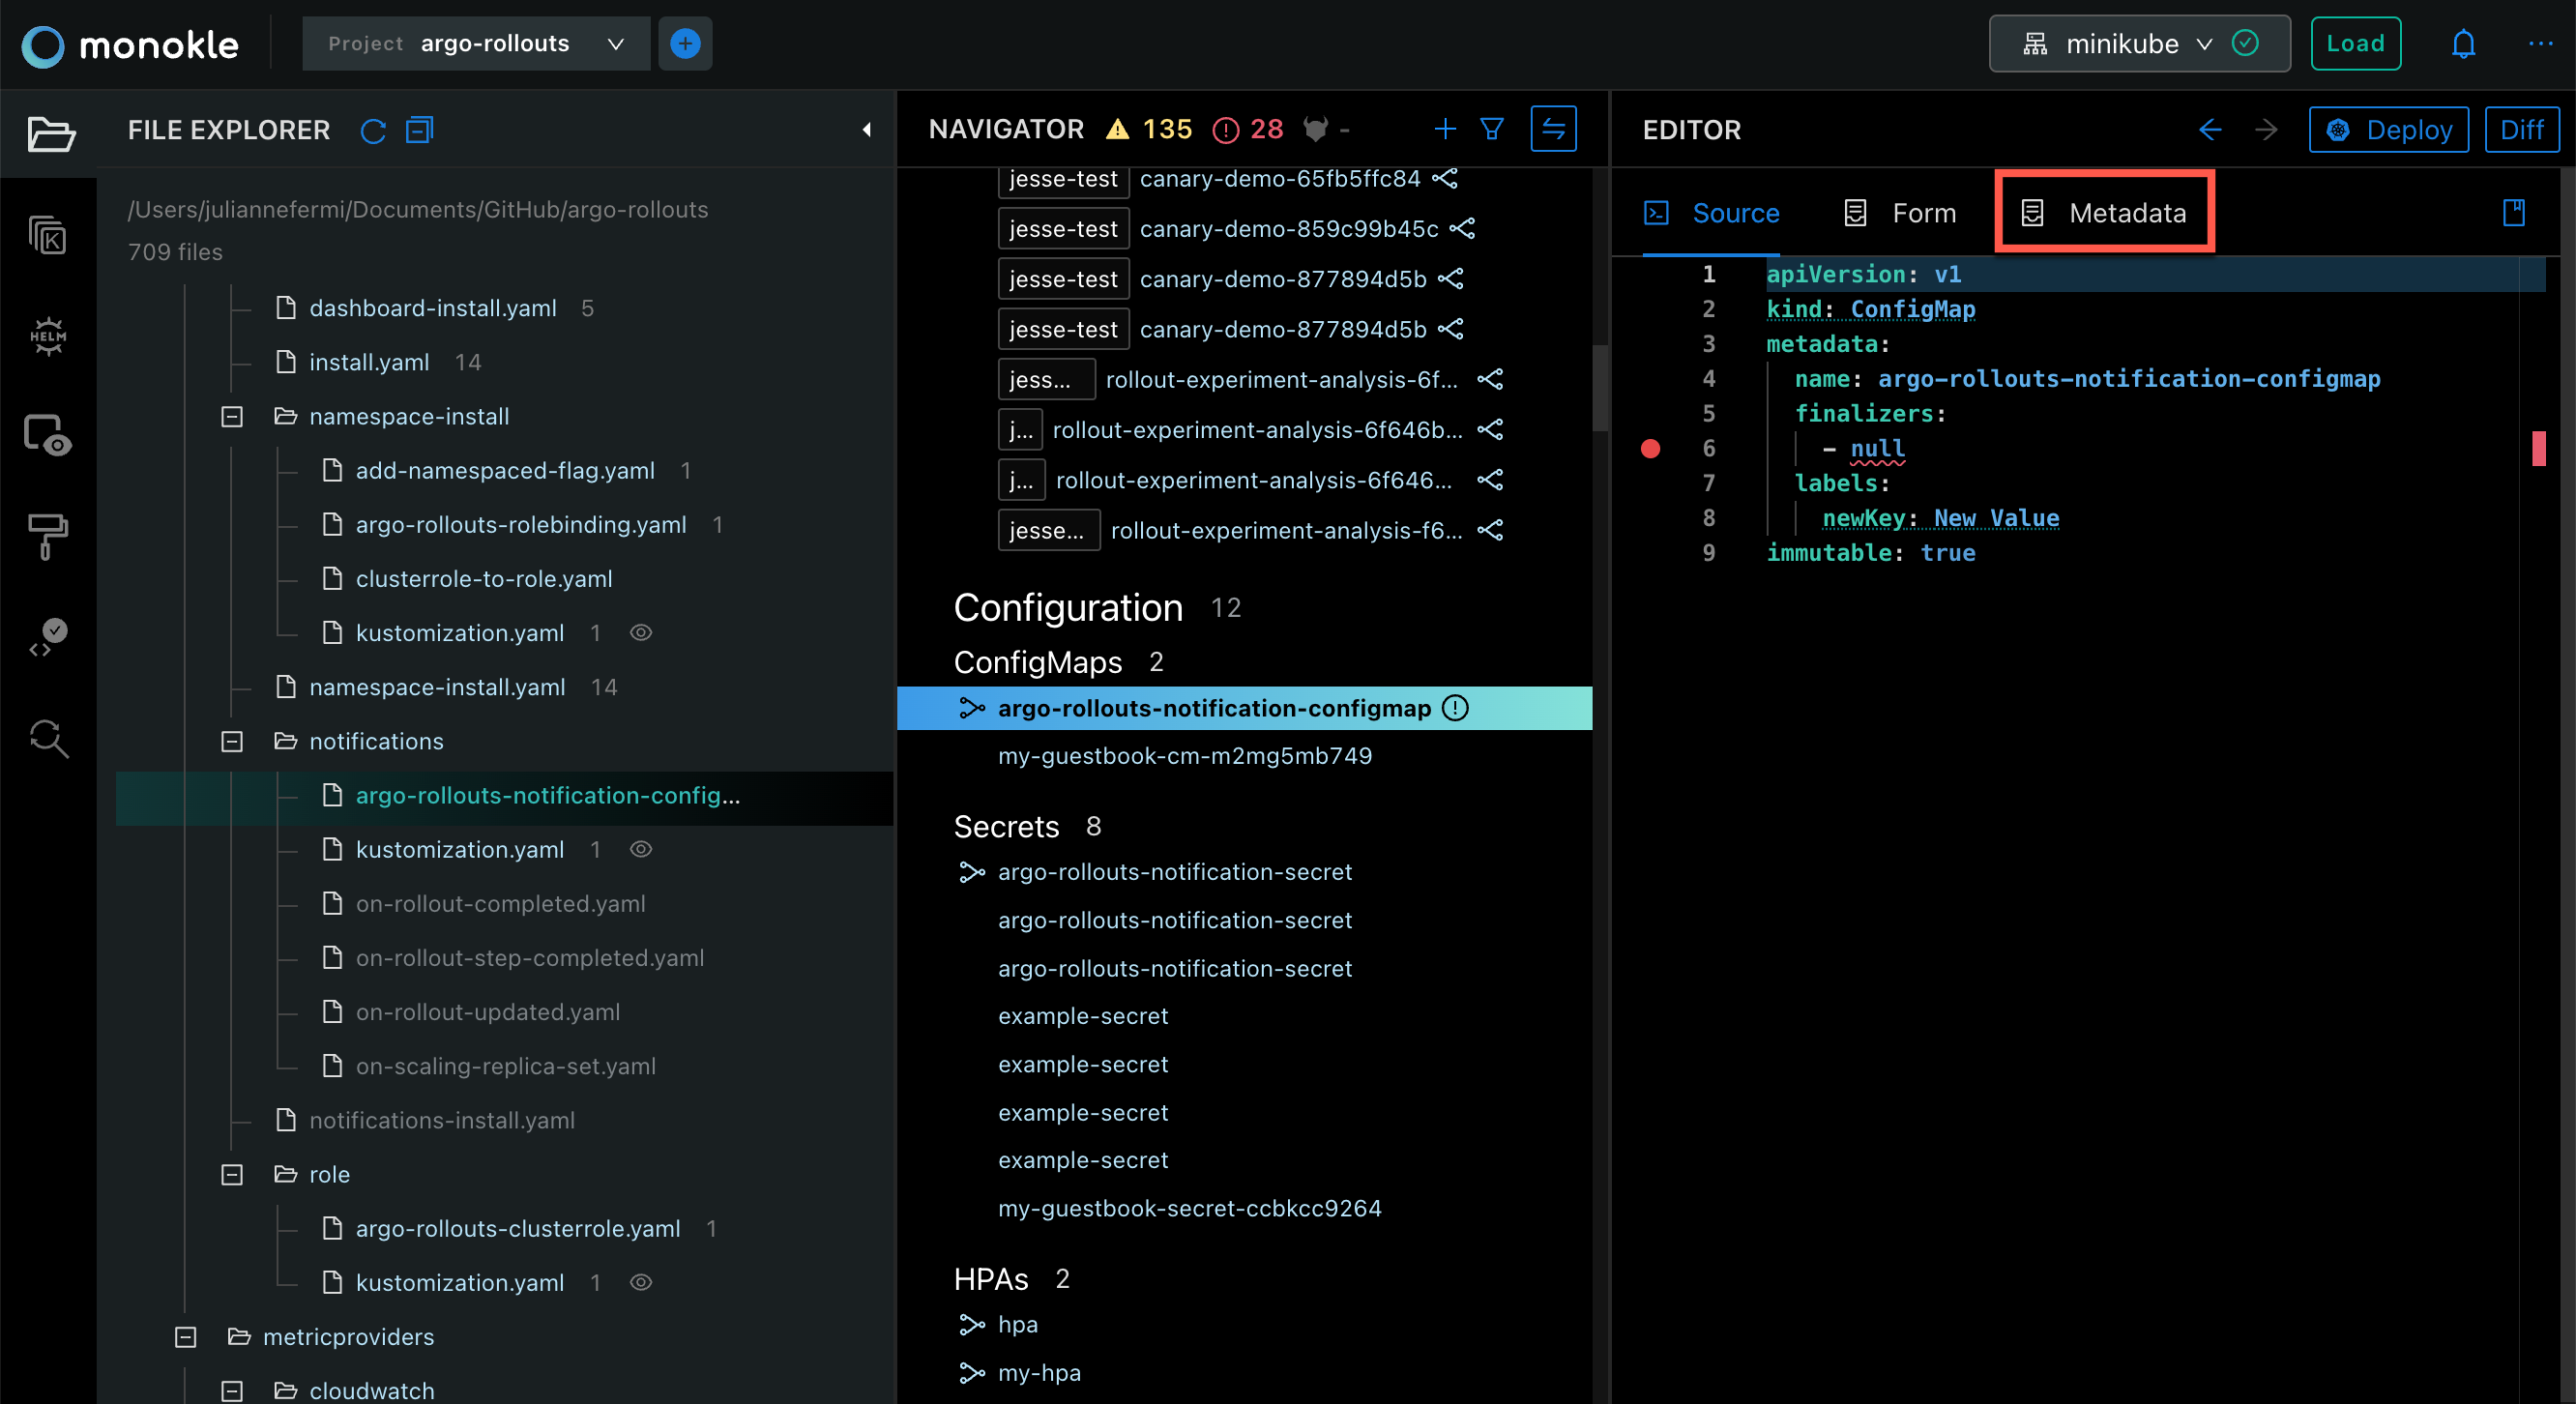 monokle
Project argo-rollouts
minikube
Load
FILE EXPLORER
/Users/juliannefermi/Documents/GitHub/argo-rollouts
709 files
dashboard-install.yaml 5
install.yaml 14
namespace-install
add-namespaced-flag.yaml 1
argo-rollouts-rolebinding.yaml 1
clusterrole-to-role.yaml
kustomization.yaml 1
namespace-install.yaml 14
notifications
argo-rollouts-notification-config...
kustomization.yaml 1
on-rollout-completed.yaml
on-rollout-step-completed.yaml
on-rollout-updated.yaml
on-scaling-replica-set.yaml
notifications-install.yaml
role
argo-rollouts-clusterrole.yaml 1
kustomization.yaml 1
metricproviders
cloudwatch
K
HELM
NAVIGATOR 135 28 -
jesse-test canary-demo-65fb5ffc84
jesse-test canary-demo-859c99b45c
jesse-test canary-demo-877894d5b
jesse-test canary-demo-877894d5b
jess... rollout-experiment-analysis-6f...
j... rollout-experiment-analysis-6f646b...
j... rollout-experiment-analysis-6f646...
jesse... rollout-experiment-analysis-f6...
Configuration 12
ConfigMaps 2
argo-rollouts-notification-configmap
my-guestbook-cm-m2mg5mb749
Secrets 8
argo-rollouts-notification-secret
argo-rollouts-notification-secret
argo-rollouts-notification-secret
example-secret
example-secret
example-secret
example-secret
my-guestbook-secret-ccbkcc9264
HPAs 2
hpa
my-hpa
EDITOR
Deploy
Diff
Source
Form
Metadata
1 apiVersion: v1
2 kind: ConfigMap
3 metadata:
4 name: argo-rollouts-notification-configmap
5 finalizers:
6 - null
7 labels:
8 newKey: New Value
9 immutable: true